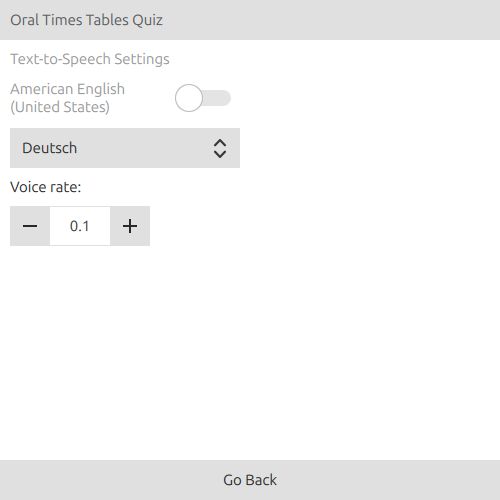 Oral Times Tables Quiz
Text-to-Speech Settings
American English
(United States)
Deutsch
Voice rate:
0.1
Go Back